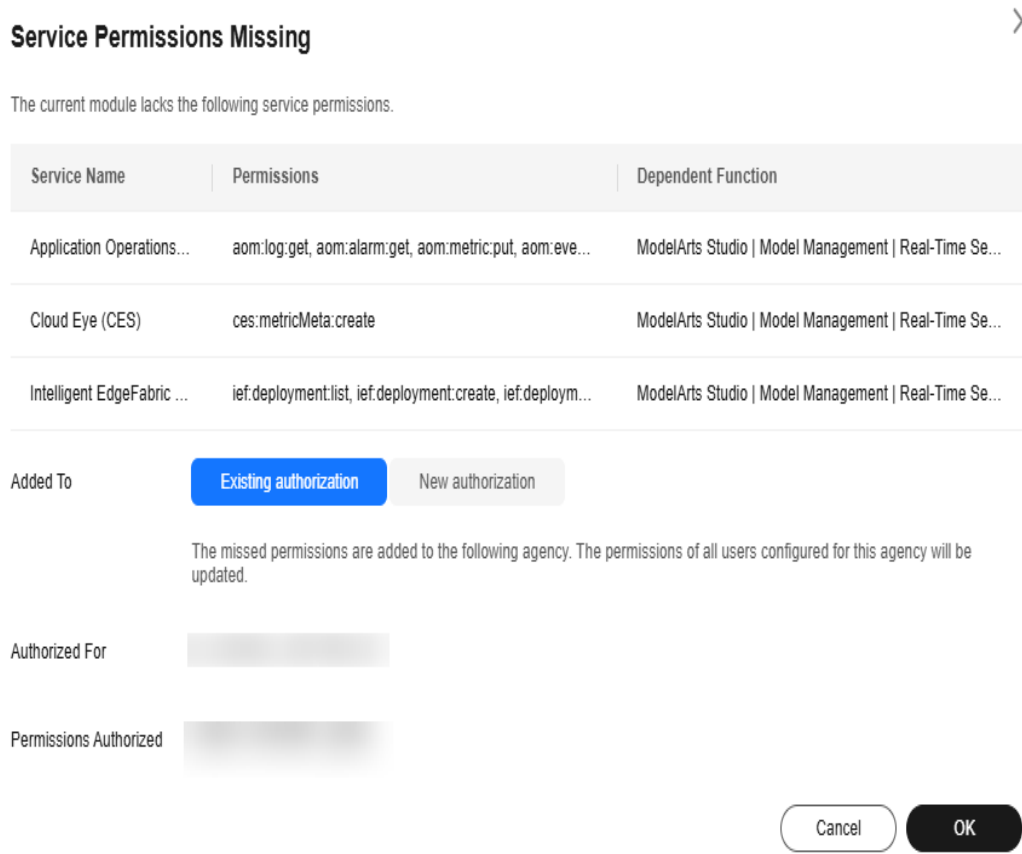 Service Permissions Missing
The current module lacks the following service permissions.
Service Name Permissions Dependent Function
Application Operations... aom:log:get, aom:alarm:get, aom:metric:put, aom:eve... ModelArts Studio | Model Management | Real-Time Se...
Cloud Eye (CES) ces:metricMeta:create ModelArts Studio | Model Management | Real-Time Se...
Intelligent EdgeFabric ... ief:deployment:list, ief:deployment:create, ief:deploym... ModelArts Studio | Model Management | Real-Time Se...
Added To Existing authorization New authorization
The missed permissions are added to the following agency. The permissions of all users configured for this agency will be
updated.
Authorized For
Permissions Authorized
Cancel OK